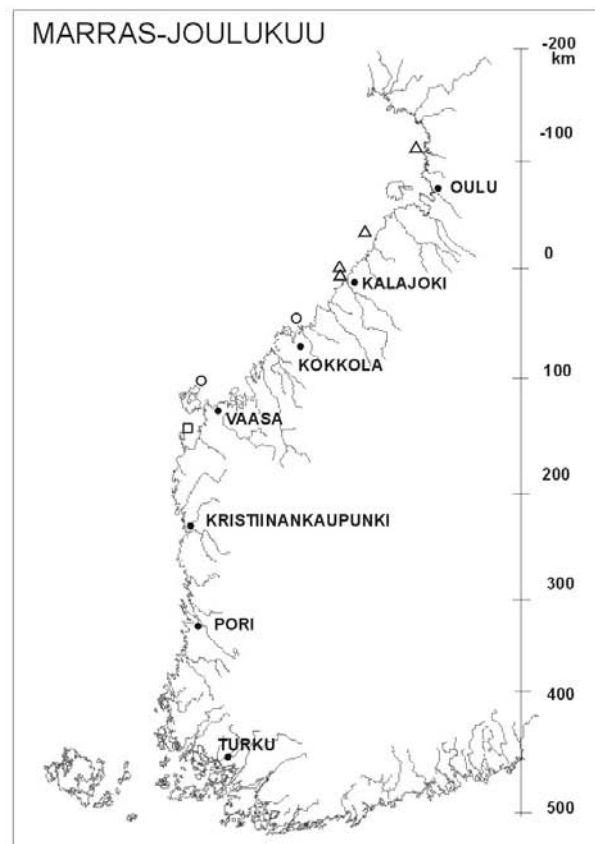 MARRAS-JOULUKUU
-200
km
-100
OULU
0
KALAJOKI
KOKKOLA
100
VAASA
200
KRISTIINANKAUPUNKI
300
PORI
400
TURKU
500